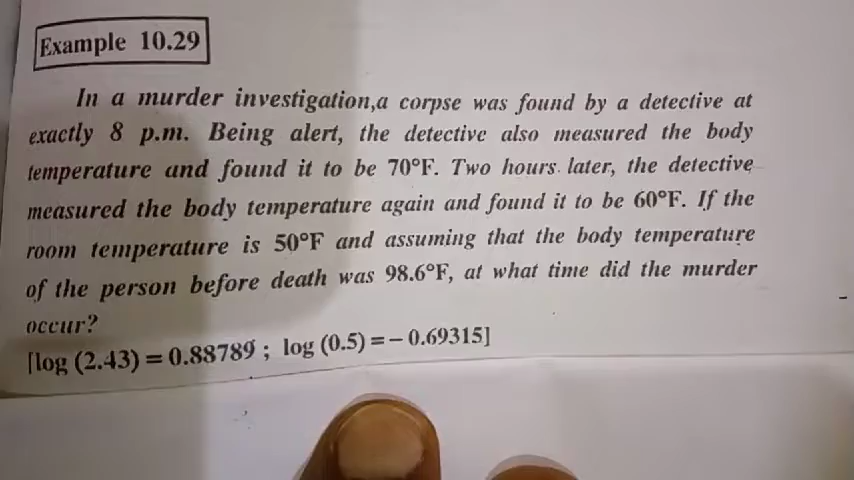 Example 10.29
In a murder investigation,a corpse was found by a detective at
exactly 8 p.m. Being alert, the detective also measured the body
temperature and found it to be 70°F. Two hours later, the detective
measured the body temperature again and found it to be 60°F. If the
room temperature is 50°F and assuming that the body temperature
of the person before death was 98.6°F, at what time did the murder
occur?
[log (2.43) = 0.88789 ; log (0.5) = – 0.69315]